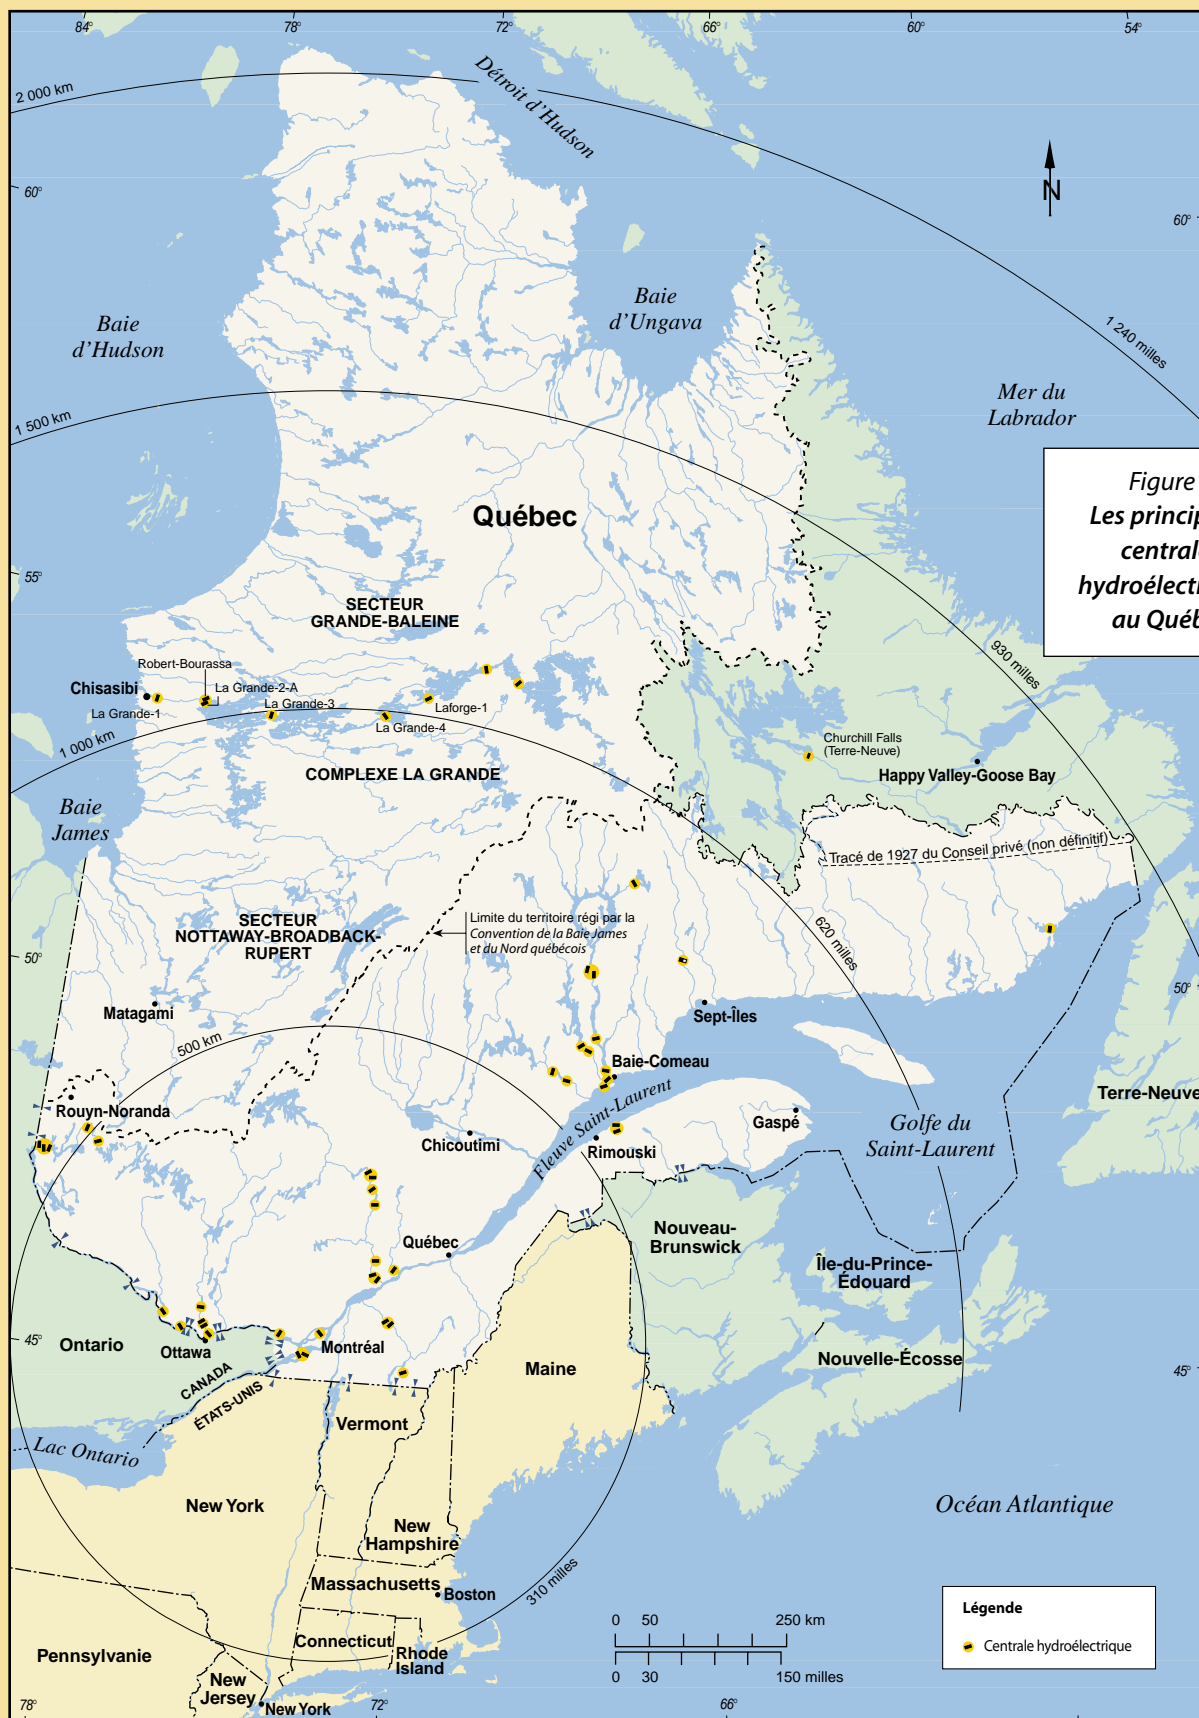 84°
78°
72°
66°
60°
54°
2 000 km
Détroit d'Hudson
60°
N
60°
Baie
d'Hudson
Baie
d'Ungava
1 240 milles
Mer du
Labrador
1 500 km
Figure
Les princip
centrale
hydroélectri
au Québ
Québec
55°
SECTEUR
GRANDE-BALEINE
930 milles
Robert-Bourassa
Chisasibi
La Grande-2-A
La Grande-1
La Grande-3
Laforge-1
La Grande-4
1 000 km
Churchill Falls
(Terre-Neuve)
Happy Valley-Goose Bay
COMPLEXE LA GRANDE
Baie
James
Tracé de 1927 du Conseil privé (non définitif)
SECTEUR
NOTTAWAY-BROADBACK-
RUPERT
Limite du territoire régi par la
Convention de la Baie James
et du Nord québécois
620 milles
50°
50°
Matagami
Sept-Îles
500 km
Baie-Comeau
Rouyn-Noranda
Terre-Neuve
Fleuve Saint-Laurent
Gaspé
Golfe du
Saint-Laurent
Chicoutimi
Rimouski
Nouveau-
Brunswick
Québec
Île-du-Prince-
Édouard
45°
Ontario
Ottawa
Montréal
Nouvelle-Écosse
45°
CANADA
ÉTATS-UNIS
Maine
Vermont
Lac Ontario
New York
New
Hampshire
Océan Atlantique
Massachusetts
Boston
310 milles
Légende
Centrale hydroélectrique
0 50 250 km
0 30 150 milles
Connecticut
Rhode
Island
Pennsylvanie
New
Jersey
New York
78°
72°
66°